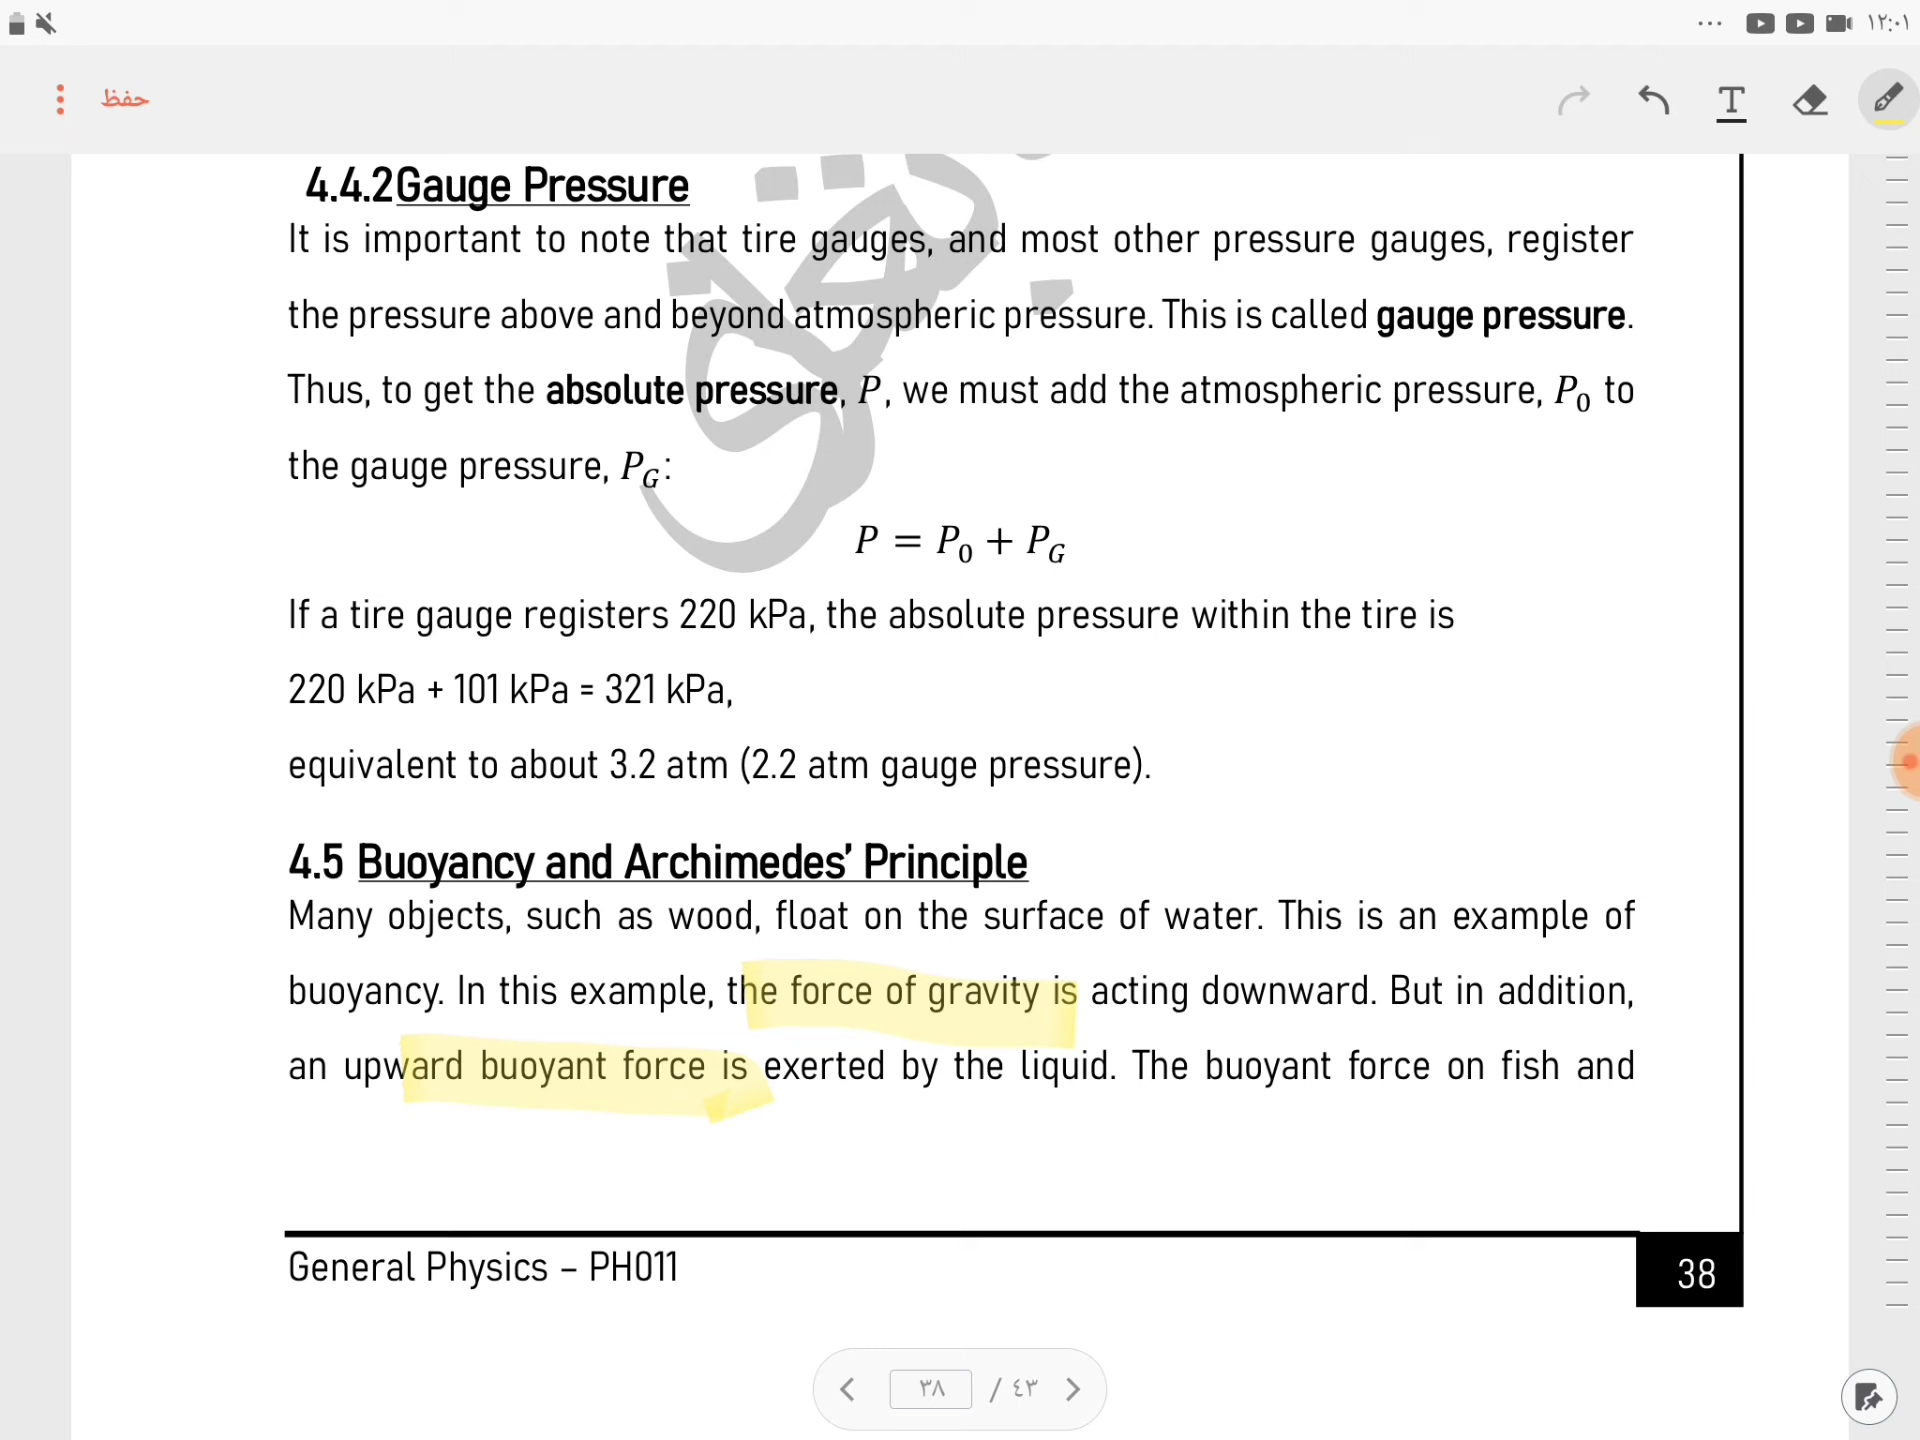 ١٢:٠١
حفظ
T
4.4.2Gauge Pressure
It is important to note that tire gauges, and most other pressure gauges, register
the pressure above and beyond atmospheric pressure. This is called gauge pressure.
Thus, to get the absolute pressure, P, we must add the atmospheric pressure, P₀ to
the gauge pressure, P_G:
P = P₀ + P_G
If a tire gauge registers 220 kPa, the absolute pressure within the tire is
220 kPa + 101 kPa = 321 kPa,
equivalent to about 3.2 atm (2.2 atm gauge pressure).
4.5 Buoyancy and Archimedes’ Principle
Many objects, such as wood, float on the surface of water. This is an example of
buoyancy. In this example, the force of gravity is acting downward. But in addition,
an upward buoyant force is exerted by the liquid. The buoyant force on fish and
General Physics – PH011
38
٣٨ / ٤٣